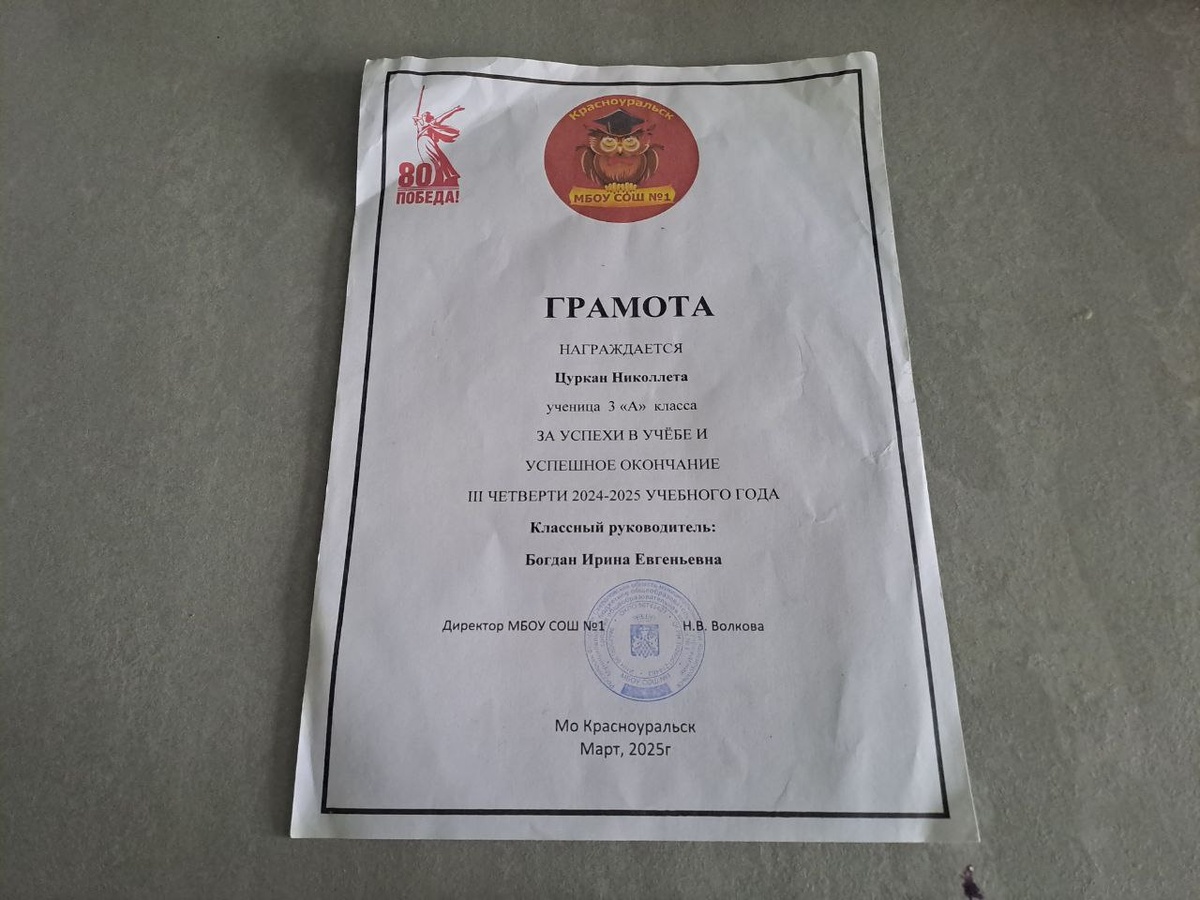 80
ПОБЕДА!
Красноуральск
МБОУ СОШ №1
ГРАМОТА
НАГРАЖДАЕТСЯ
Цуркан Николлета
ученица 3 «А» класса
ЗА УСПЕХИ В УЧЁБЕ И
УСПЕШНОЕ ОКОНЧАНИЕ
III ЧЕТВЕРТИ 2024-2025 УЧЕБНОГО ГОДА
Классный руководитель:
Богдан Ирина Евгеньевна
Директор МБОУ СОШ №1 Н.В. Волкова
Мо Красноуральск
Март, 2025г